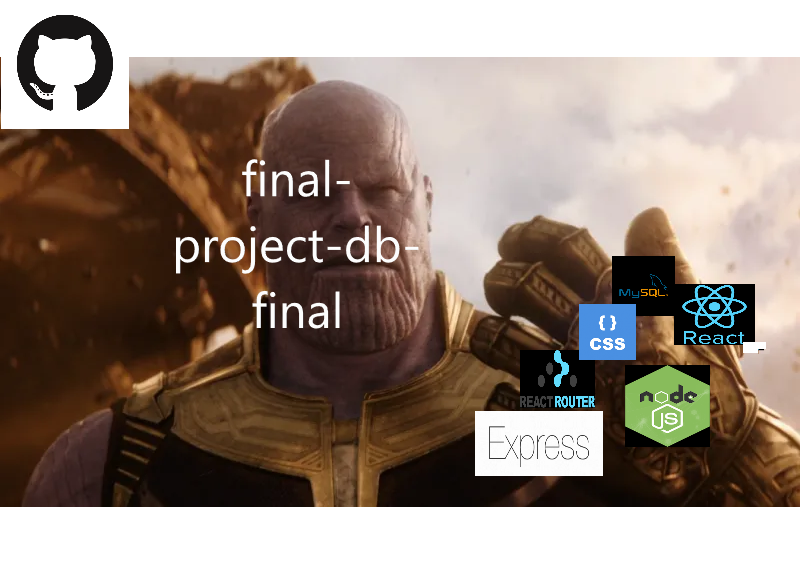 final-
project-db-
final
MySQL
{ }
CSS
React
REACT ROUTER
node
JS
Express